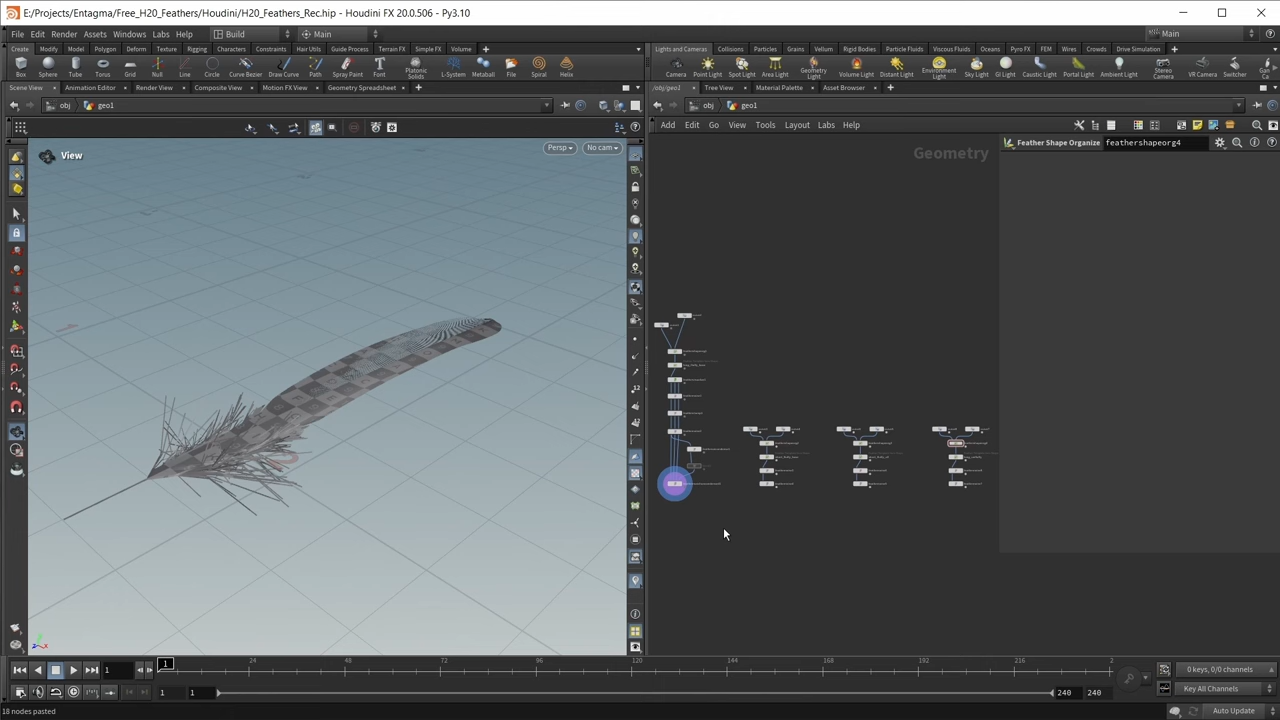 E:/Projects/Entagma/Free_H20_Feathers/Houdini/H20_Feathers_Rec.hip - Houdini FX 20.0.506 - Py3.10
File Edit Render Assets Windows Labs Help Build Main Main
Create Modify Model Polygon Deform Texture Rigging Characters Constraints Hair Utils Guide Process Terrain FX Simple FX Volume
Lights and Cameras Collisions Particles Grains Vellum Rigid Bodies Particle Fluids Viscous Fluids Oceans Pyro FX FEM Wires Crowds Drive Simulation
Box Sphere Tube Torus Grid Null Line Circle Curve Bezier Draw Curve Path Spray Paint Font Platonic Solids L-System Metaball File Spiral Helix
Camera Point Light Spot Light Area Light Geometry Light Volume Light Distant Light Environment Light Sky Light GI Light Caustic Light Portal Light Ambient Light Stereo Camera VR Camera Switcher
Scene View Animation Editor Render View Composite View Motion FX View Geometry Spreadsheet
/obj/geo1 Tree View Material Palette Asset Browser
obj geo1
obj geo1
Add Edit Go View Tools Layout Labs Help
View Persp No cam
Geometry
Feather Shape Organize feathershapeorg4
1 1 24 48 72 96 120 144 168 192 216 2
0 keys, 0/0 channels
1 1 240 240 Key All Channels
18 nodes pasted Auto Update